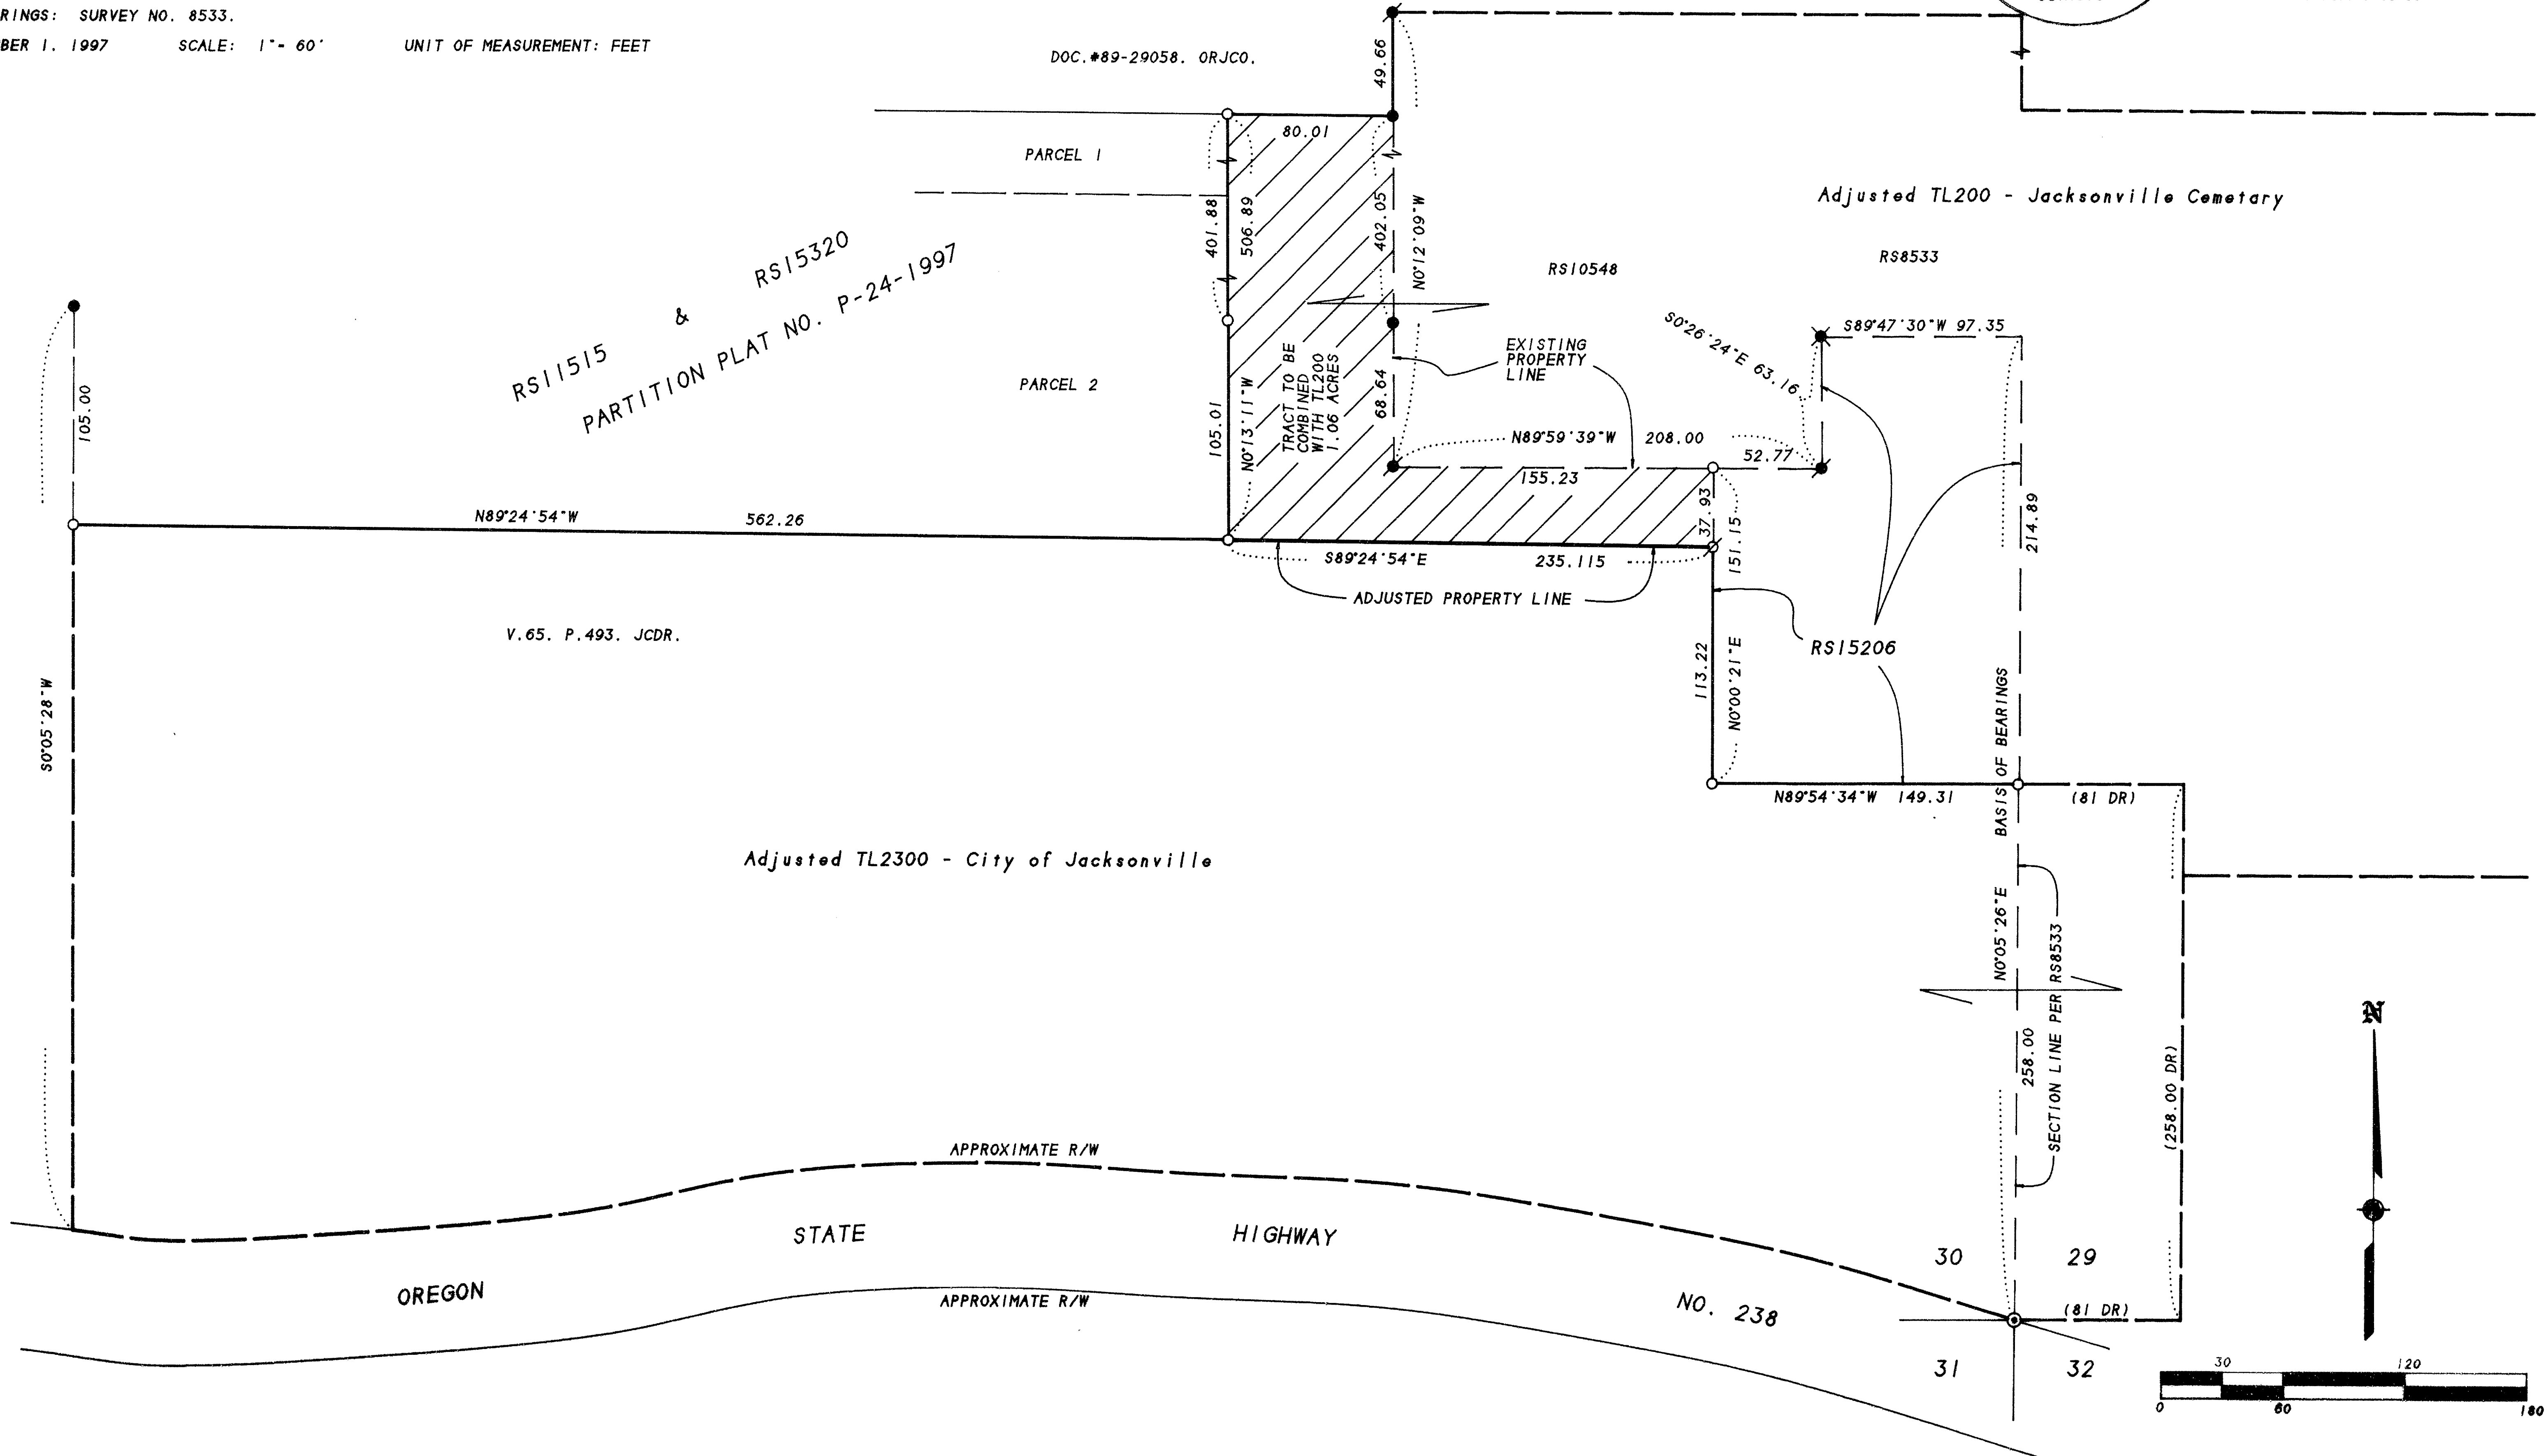 RINGS: SURVEY NO. 8533.
BER 1. 1997 SCALE: 1"- 60' UNIT OF MEASUREMENT: FEET
DOC.#89-29058. ORJCO.
49.66
80.01
PARCEL 1
401.88
506.89
402.05
N0°12'09"W
Adjusted TL200 - Jacksonville Cemetary
RS10548
RS8533
RS11515 & RS15320
PARTITION PLAT NO. P-24-1997
PARCEL 2
105.00
105.01
N0°13'11"W
TRACT TO BE
COMBINED
WITH TL200
1.06 ACRES
68.64
EXISTING
PROPERTY
LINE
S0°26'24"E 63.16
S89°47'30"W 97.35
N89°59'39"W 208.00
52.77
155.23
37.93
151.15
214.89
N89°24'54"W 562.26
S89°24'54"E 235.115
ADJUSTED PROPERTY LINE
V.65. P.493. JCDR.
RS15206
113.22
N0°00'21"E
S0°05'28"W
BASIS OF BEARINGS
N89°54'34"W 149.31
(81 DR)
Adjusted TL2300 - City of Jacksonville
N0°05'26"E
258.00
SECTION LINE PER RS8533
(258.00 DR)
N
APPROXIMATE R/W
OREGON STATE HIGHWAY NO. 238
APPROXIMATE R/W
30 29
(81 DR)
31 32
30 120
0 60 180